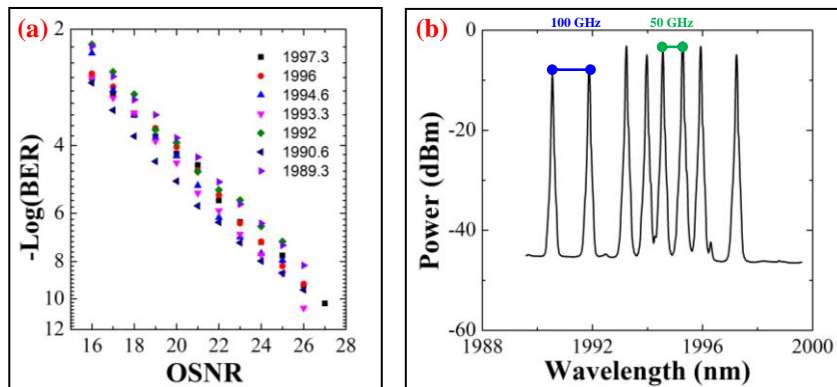 (a)
2
4
6
8
10
12
-Log(BER)
16 18 20 22 24 26 28
OSNR
1997.3
1996
1994.6
1993.3
1992
1990.6
1989.3
(b)
0
-20
-40
-60
Power (dBm)
100 GHz
50 GHz
1988 1992 1996 2000
Wavelength (nm)